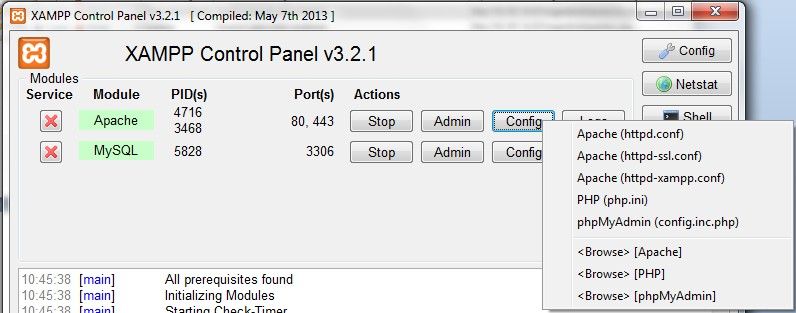 XAMPP Control Panel v3.2.1 [ Compiled: May 7th 2013 ]
XAMPP Control Panel v3.2.1
Config
Modules
Service Module PID(s) Port(s) Actions
Netstat
Apache 4716 3468 80, 443 Stop Admin Config Logs
Shell
MySQL 5828 3306 Stop Admin Config
Apache (httpd.conf)
Apache (httpd-ssl.conf)
Apache (httpd-xampp.conf)
PHP (php.ini)
phpMyAdmin (config.inc.php)
<Browse> [Apache]
<Browse> [PHP]
<Browse> [phpMyAdmin]
10:45:38 [main] All prerequisites found
10:45:38 [main] Initializing Modules
10:45:38 [main] Starting Check-Timer